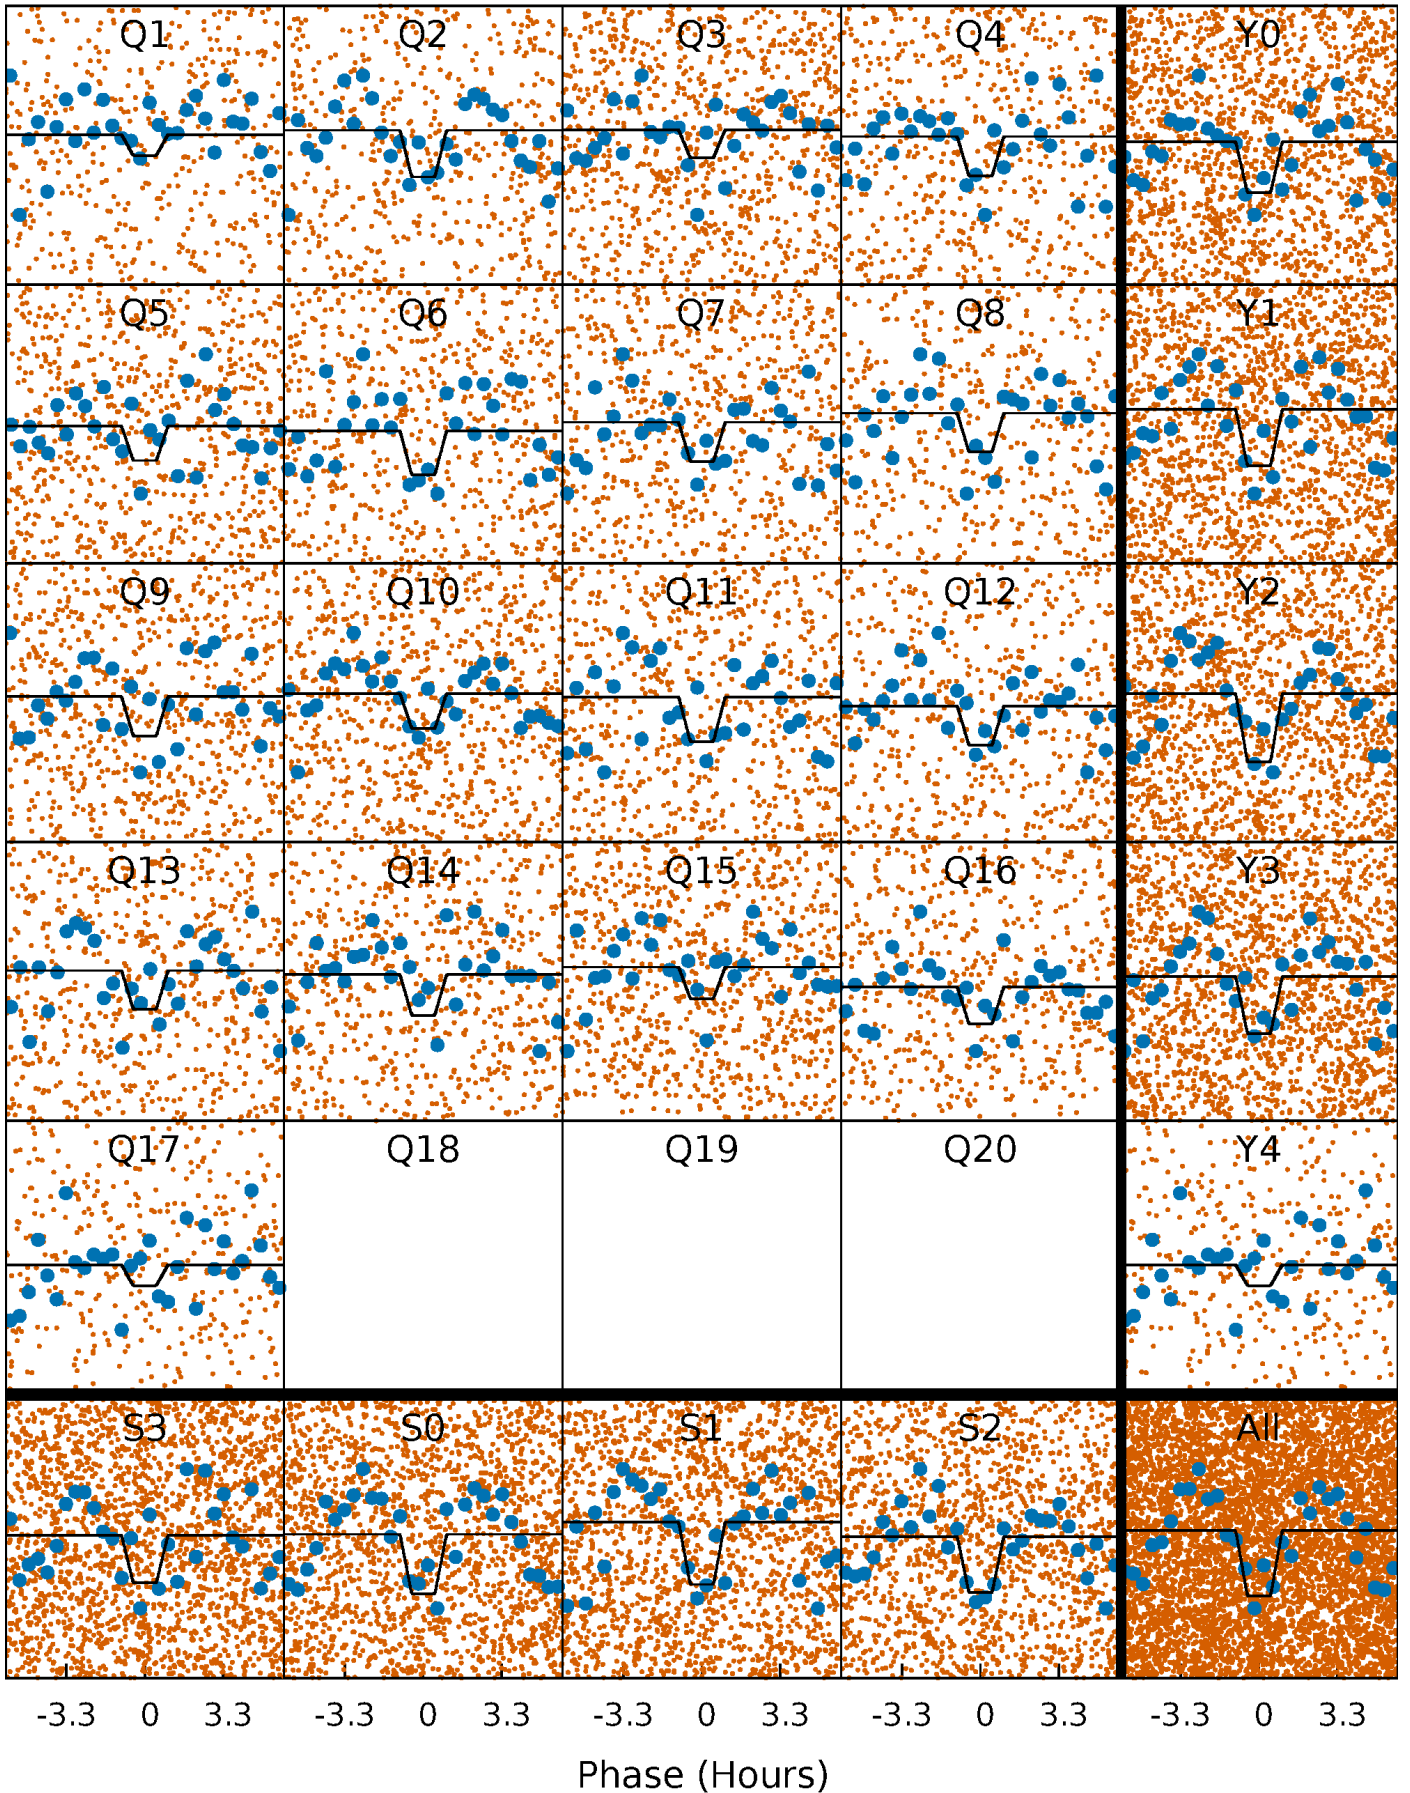 Q1 Q2 Q3 Q4 Y0
Q5 Q6 Q7 Q8 Y1
Q9 Q10 Q11 Q12 Y2
Q13 Q14 Q15 Q16 Y3
Q17 Q18 Q19 Q20 Y4
S3 S0 S1 S2 All
-3.3 0 3.3 -3.3 0 3.3 -3.3 0 3.3 -3.3 0 3.3 -3.3 0 3.3
Phase (Hours)